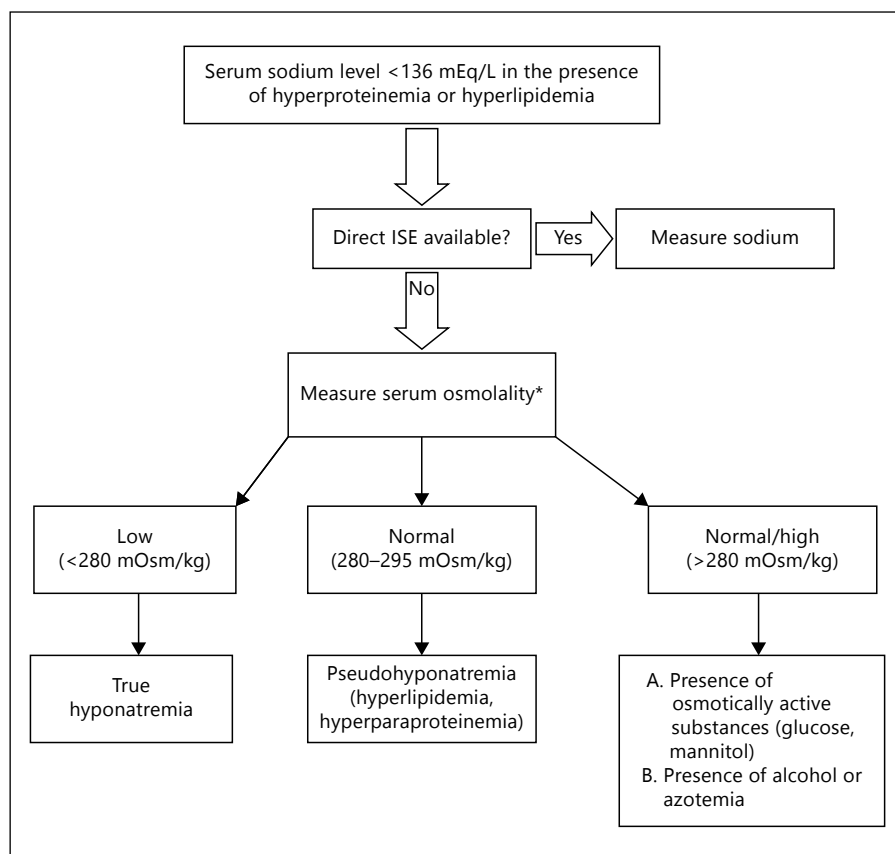 Serum sodium level <136 mEq/L in the presence
of hyperproteinemia or hyperlipidemia
Direct ISE available?
Yes
Measure sodium
No
Measure serum osmolality*
Low
(<280 mOsm/kg)
Normal
(280–295 mOsm/kg)
Normal/high
(>280 mOsm/kg)
True
hyponatremia
Pseudohyponatremia
(hyperlipidemia,
hyperparaproteinemia)
A. Presence of
osmotically active
substances (glucose,
mannitol)
B. Presence of alcohol or
azotemia